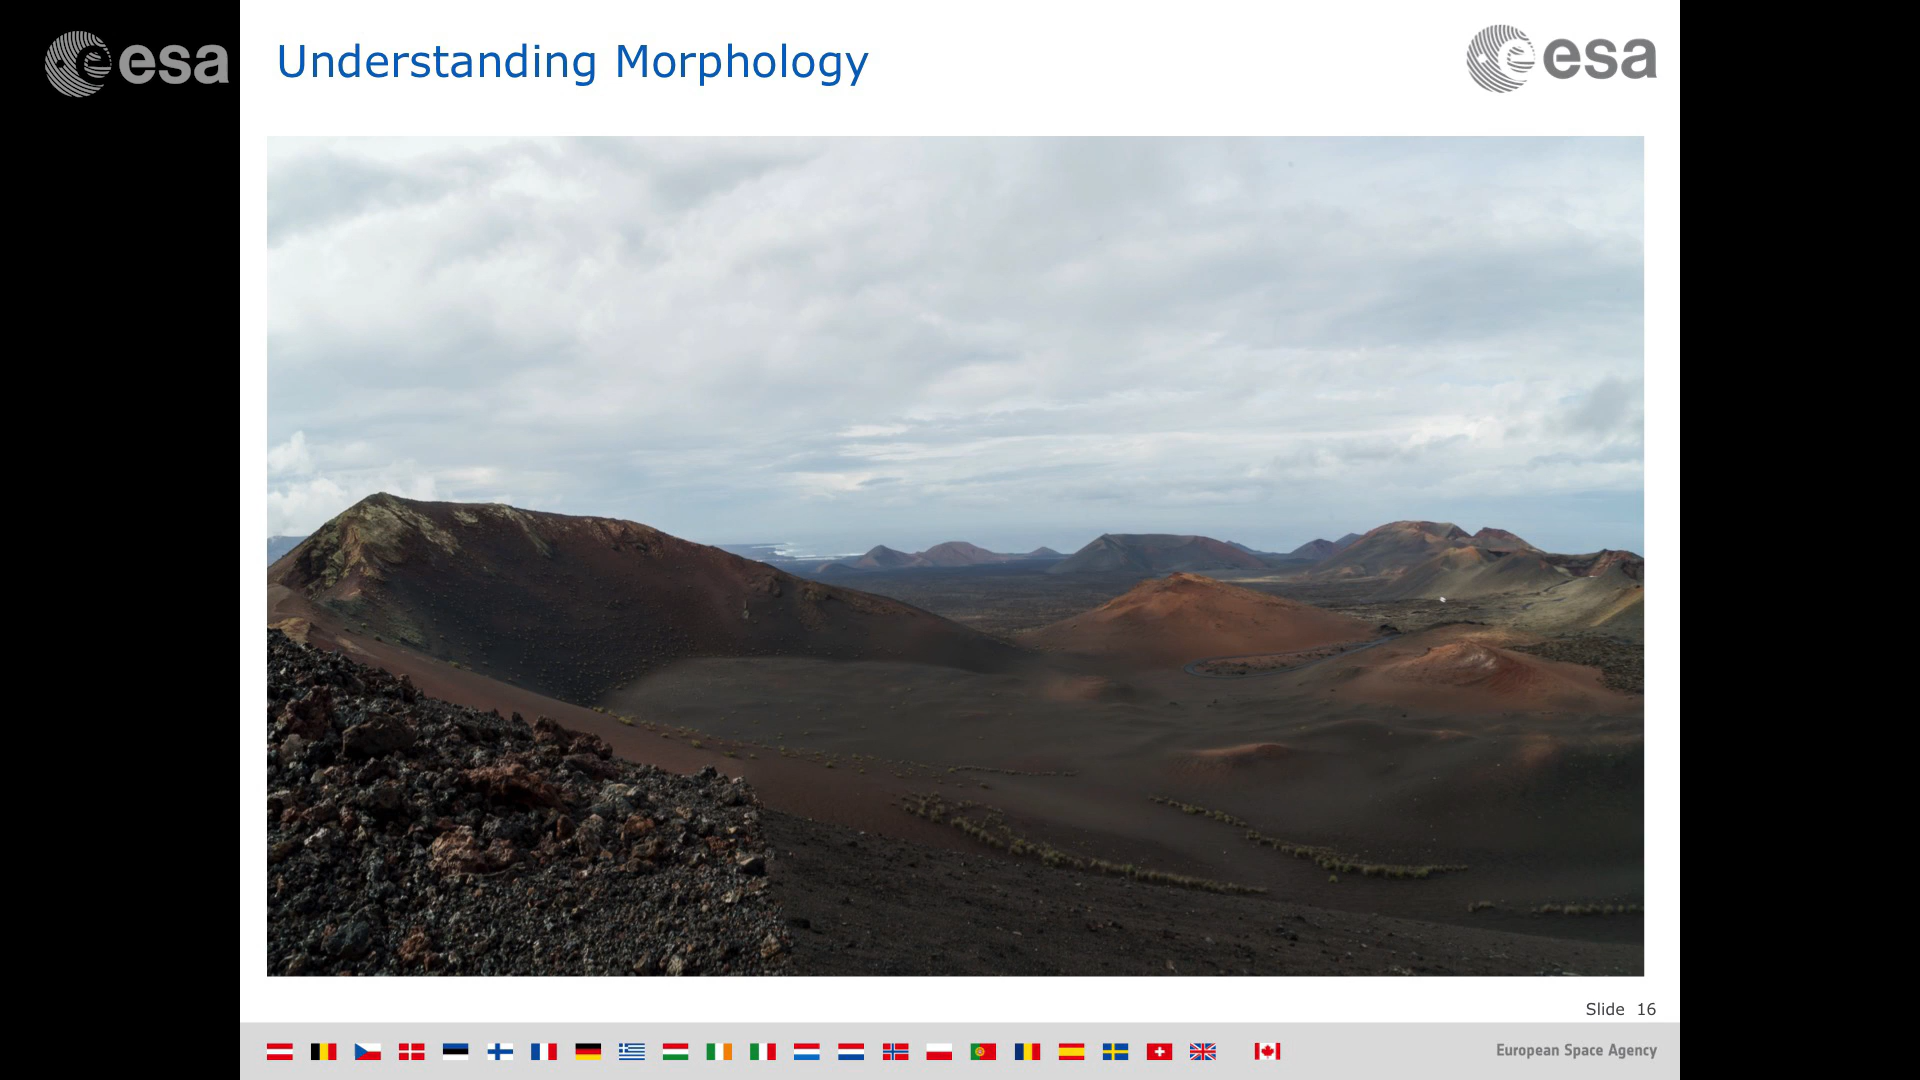 esa
Understanding Morphology
esa
Slide 16
European Space Agency